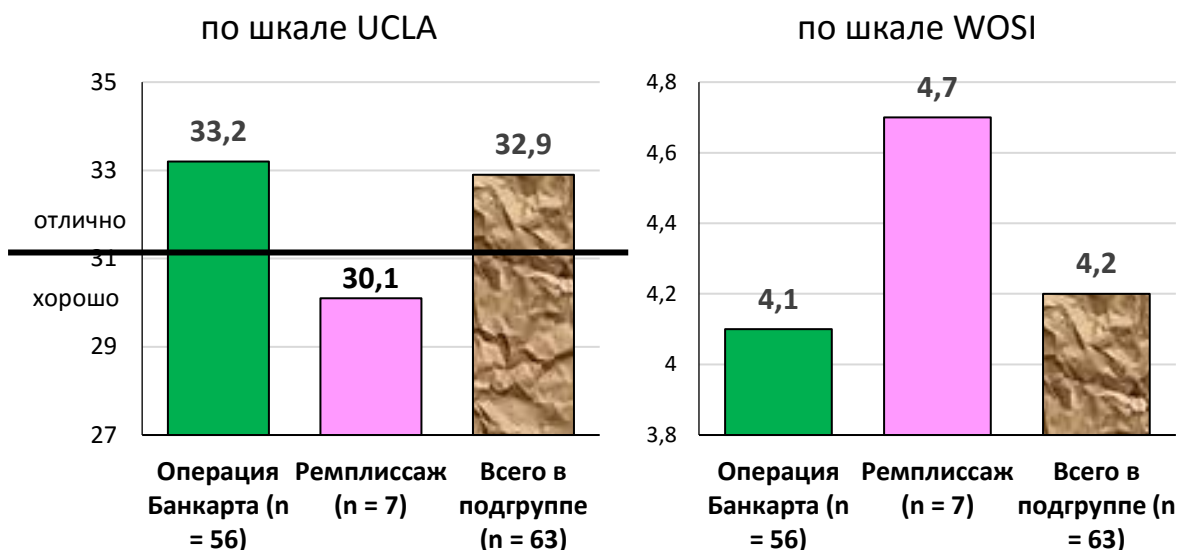 по шкале UCLA
35
33
31
29
27
отлично
хорошо
33,2
30,1
32,9
Операция
Банкарта (n
= 56)
Ремплиссаж
(n = 7)
Всего в
подгруппе
(n = 63)
по шкале WOSI
4,8
4,6
4,4
4,2
4
3,8
4,1
4,7
4,2
Операция
Банкарта (n
= 56)
Ремплиссаж
(n = 7)
Всего в
подгруппе (n
= 63)